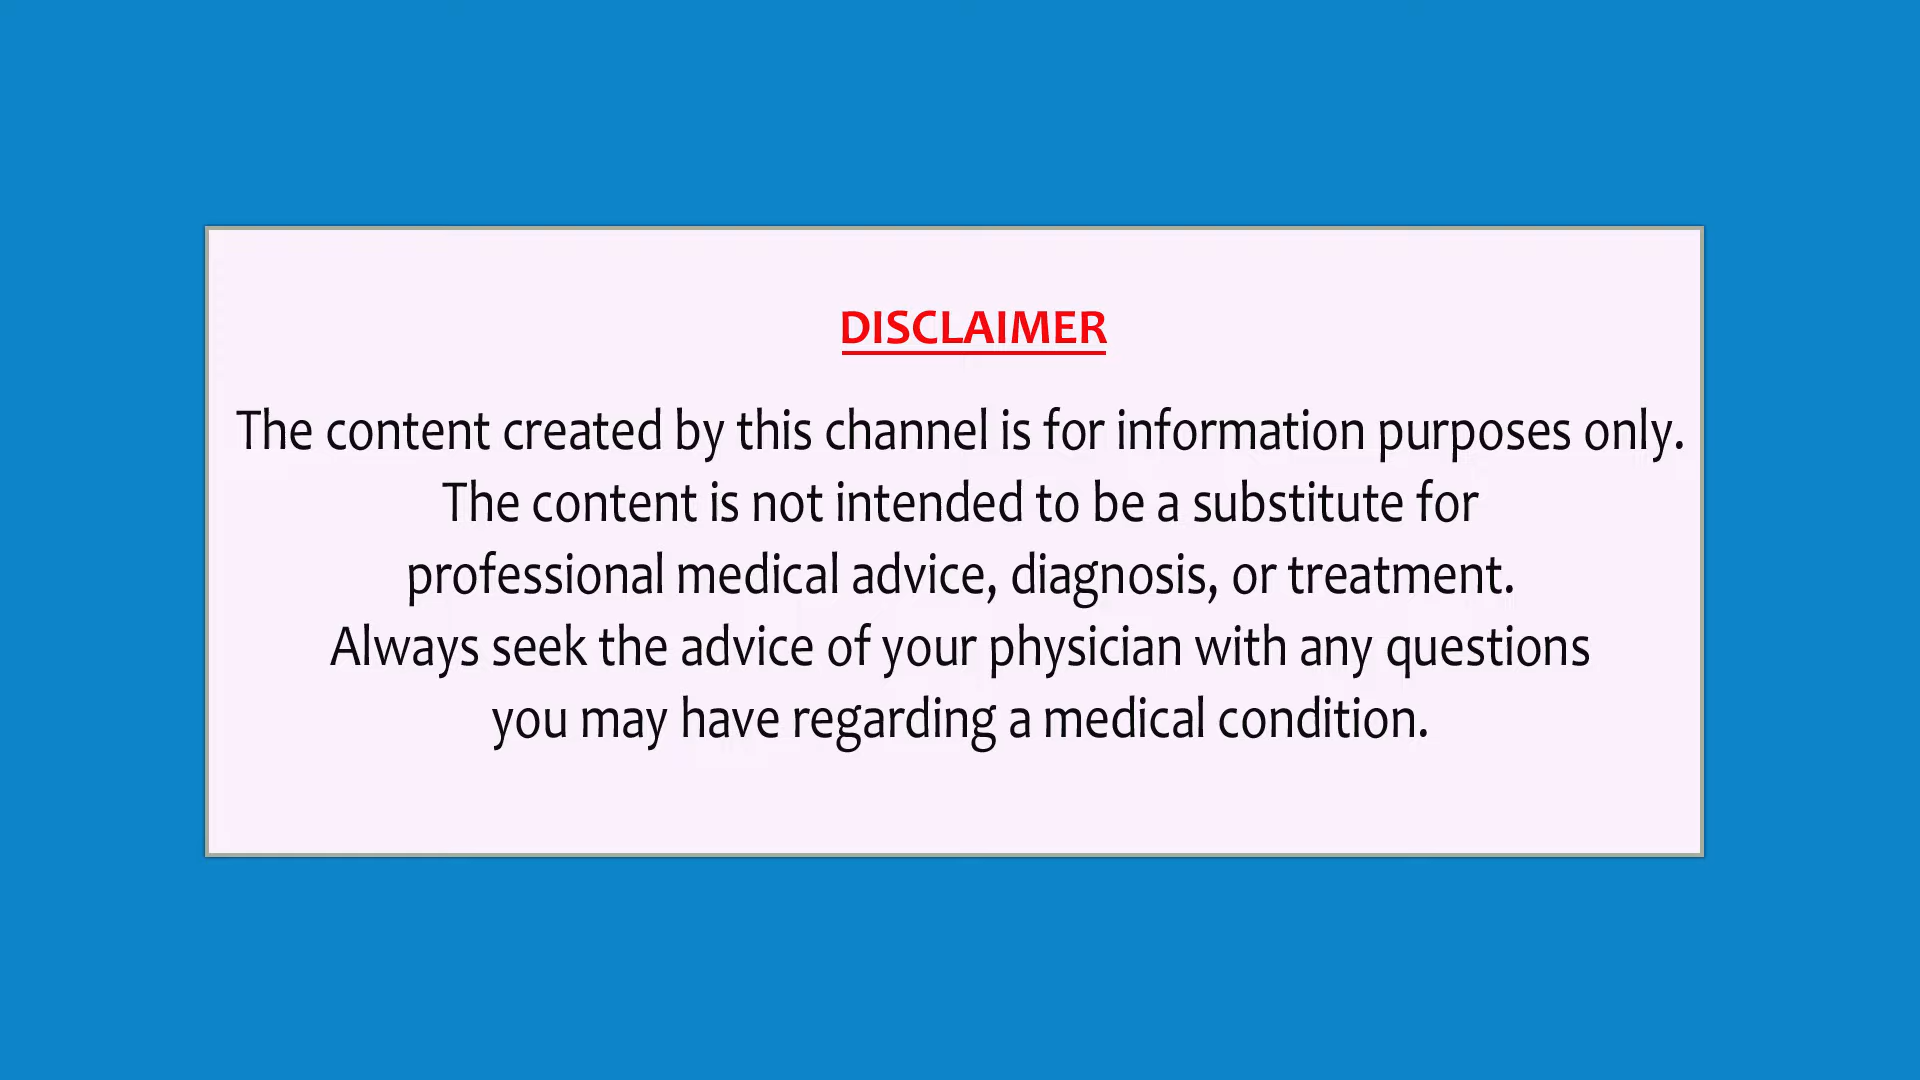 DISCLAIMER
The content created by this channel is for information purposes only.
The content is not intended to be a substitute for
professional medical advice, diagnosis, or treatment.
Always seek the advice of your physician with any questions
you may have regarding a medical condition.